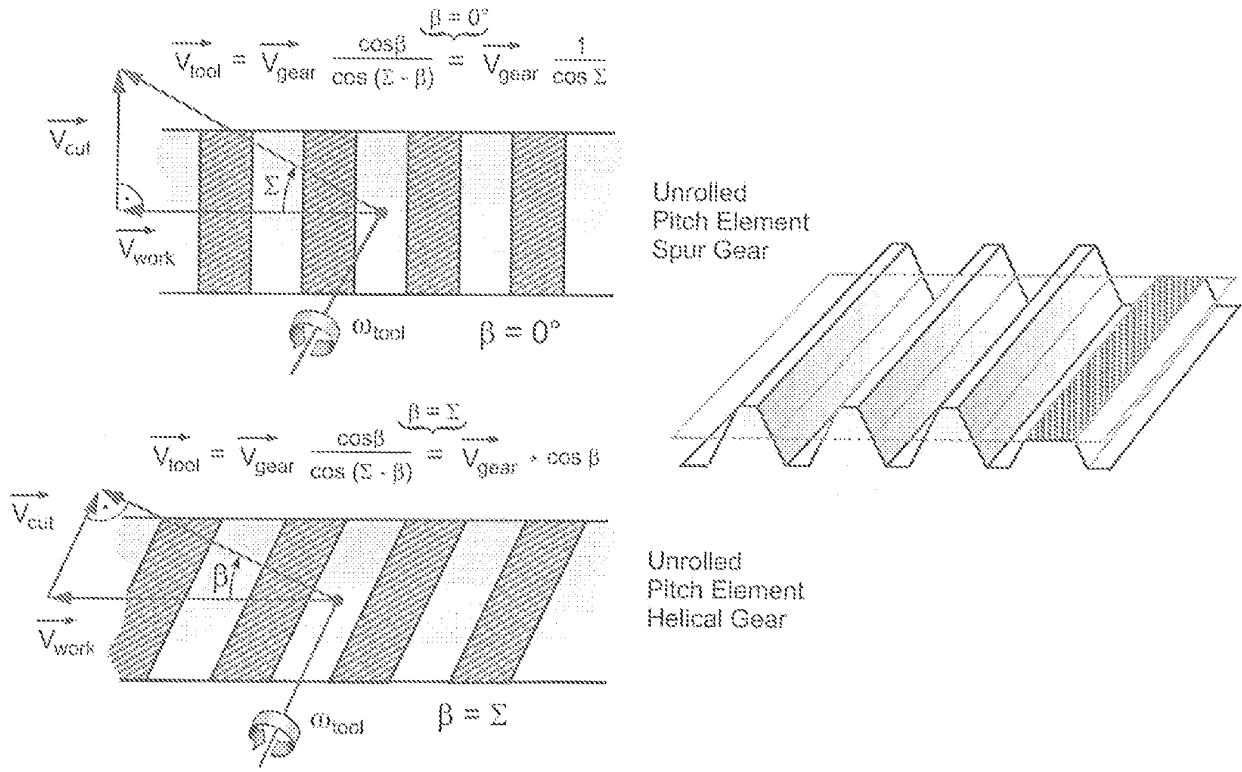 β = 0°
V_tool = V_gear cosβ / cos (Σ - β) = V_gear 1 / cos Σ
V_cut
Σ
V_work
ω_tool
β = 0°
Unrolled
Pitch Element
Spur Gear
β = Σ
V_tool = V_gear cosβ / cos (Σ - β) = V_gear * cos β
V_cut
β
V_work
ω_tool
β = Σ
Unrolled
Pitch Element
Helical Gear